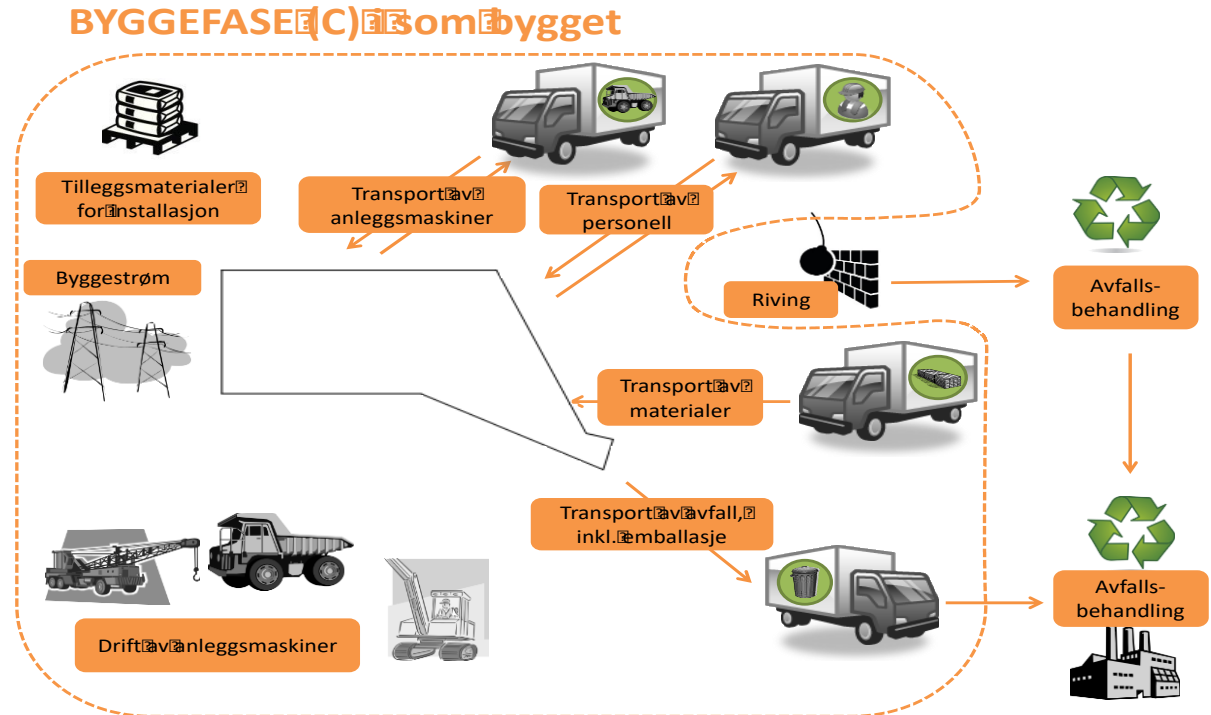 BYGGEFASE (C) i som bygget
Tilleggsmaterialer
for installasjon
Transport av
anleggsmaskiner
Transport av
personell
Byggestrøm
Riving
Avfalls-
behandling
Transport av
materialer
Transport av avfall,
inkl. emballasje
Avfalls-
behandling
Drift av anleggsmaskiner